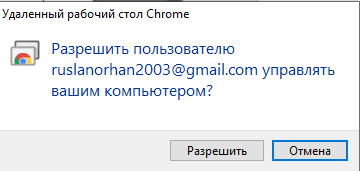 Удаленный рабочий стол Chrome
Разрешить пользователю
ruslanorhan2003@gmail.com управлять
вашим компьютером?
Разрешить
Отмена